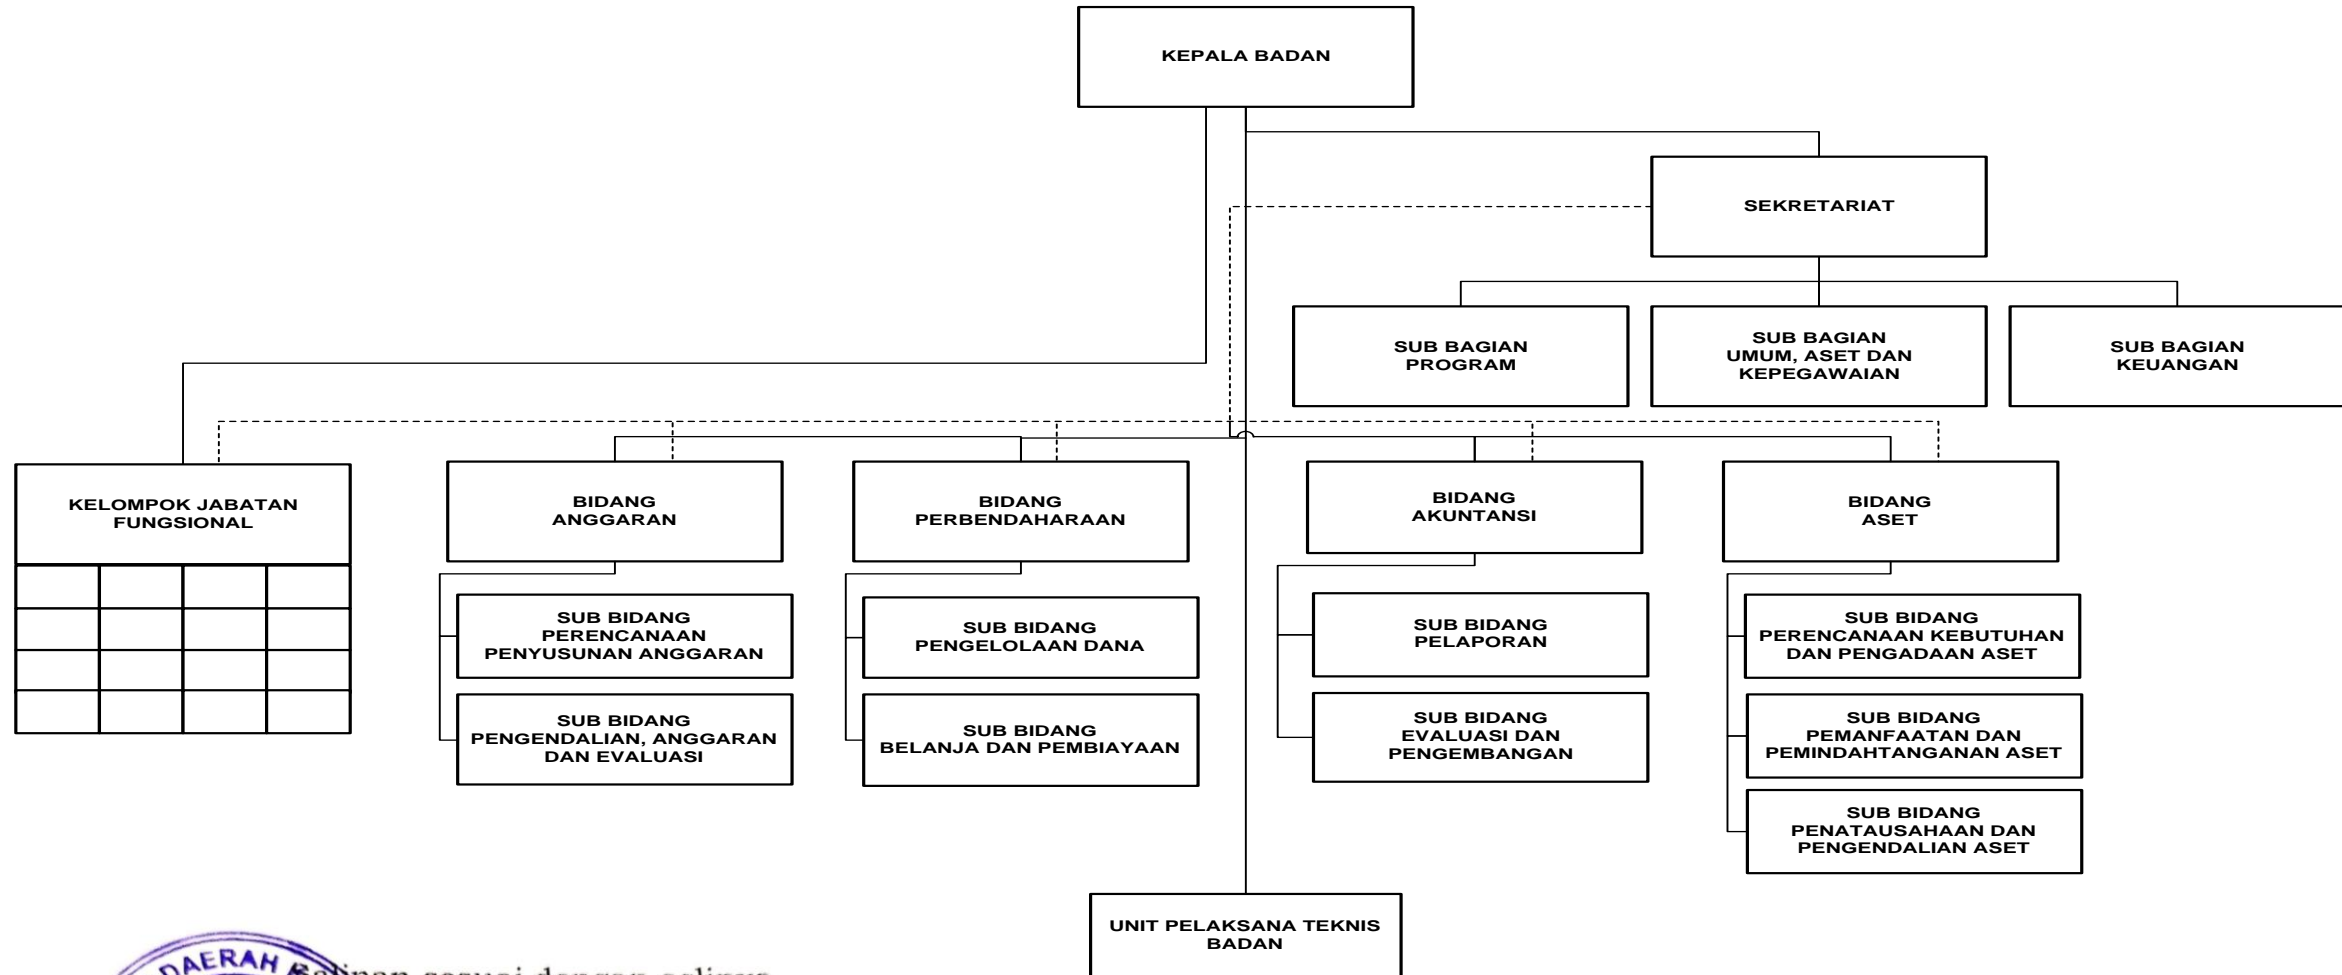 KEPALA BADAN
SEKRETARIAT
SUB BAGIAN
PROGRAM
SUB BAGIAN
UMUM, ASET DAN
KEPEGAWAIAN
SUB BAGIAN
KEUANGAN
KELOMPOK JABATAN
FUNGSIONAL
BIDANG
ANGGARAN
BIDANG
PERBENDAHARAAN
BIDANG
AKUNTANSI
BIDANG
ASET
SUB BIDANG
PERENCANAAN
PENYUSUNAN ANGGARAN
SUB BIDANG
PENGENDALIAN, ANGGARAN
DAN EVALUASI
SUB BIDANG
PENGELOLAAN DANA
SUB BIDANG
BELANJA DAN PEMBIAYAAN
SUB BIDANG
PELAPORAN
SUB BIDANG
EVALUASI DAN
PENGEMBANGAN
SUB BIDANG
PERENCANAAN KEBUTUHAN
DAN PENGADAAN ASET
SUB BIDANG
PEMANFAATAN DAN
PEMINDAHTANGANAN ASET
SUB BIDANG
PENATAUSAHAAN DAN
PENGENDALIAN ASET
UNIT PELAKSANA TEKNIS
BADAN
DAERAH
Salinan sesuai dengan aslinya